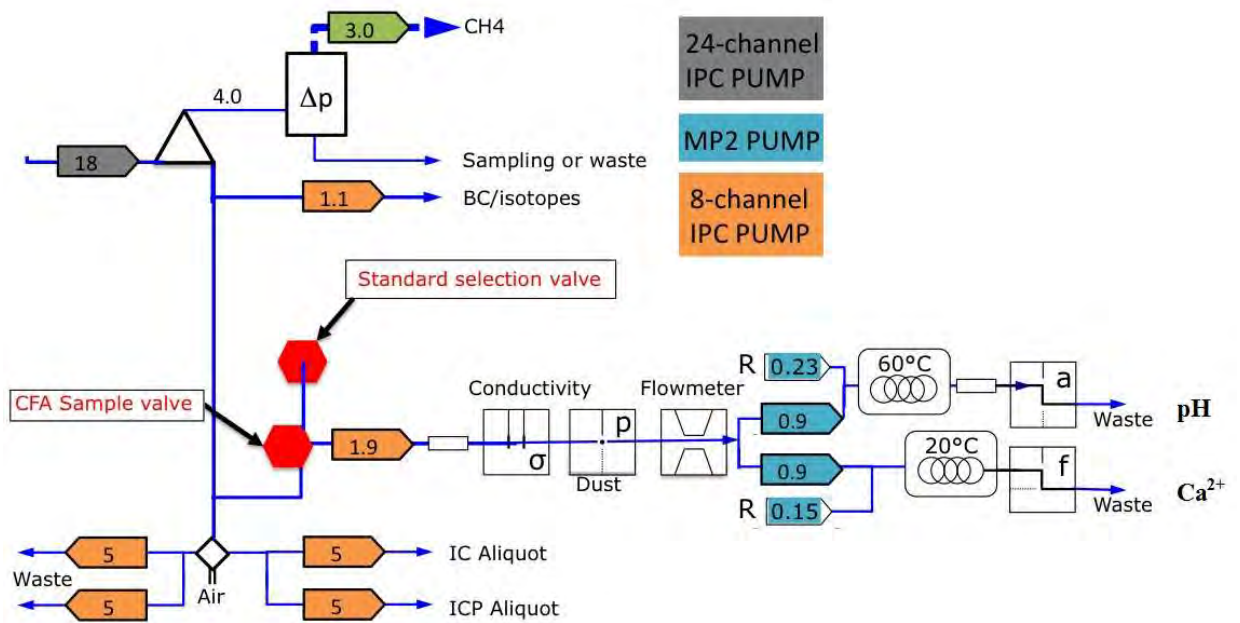 3.0
CH4
24-channel
IPC PUMP
4.0
Δp
MP2 PUMP
18
Sampling or waste
1.1
BC/isotopes
8-channel
IPC PUMP
Standard selection valve
CFA Sample valve
Conductivity
Flowmeter
R 0.23
60°C
a
Waste
pH
1.9
σ
p
Dust
0.9
0.9
20°C
f
Waste
Ca²⁺
R 0.15
5
5
IC Aliquot
Waste
Air
5
5
ICP Aliquot